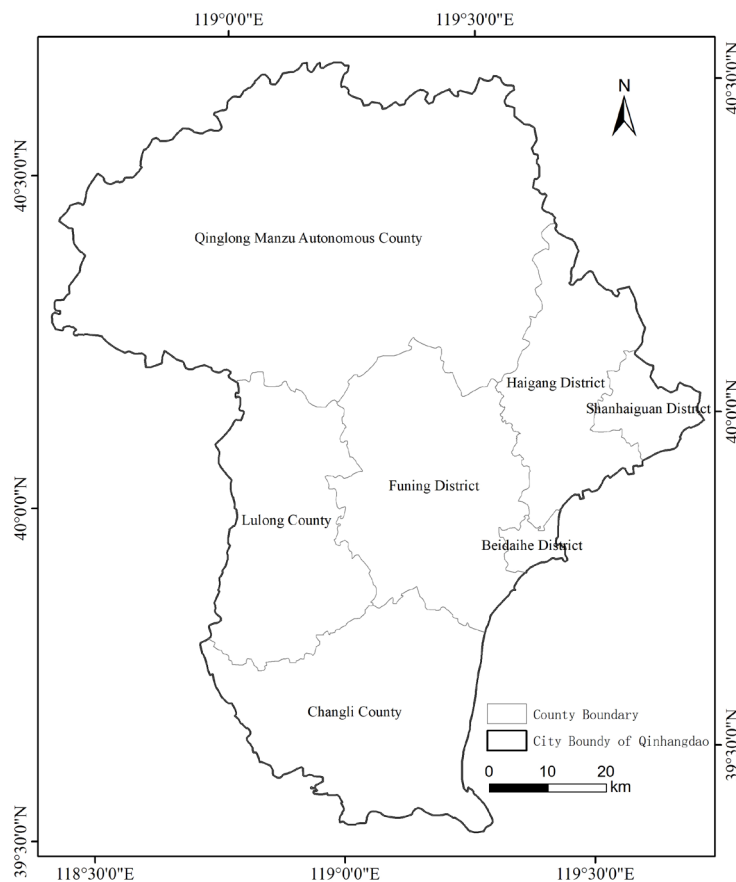 119°0'0"E
119°30'0"E
40°30'0"N
N
40°30'0"N
Qinglong Manzu Autonomous County
Haigang District
Shanhaiguan District
40°0'0"N
Funing District
40°0'0"N
Lulong County
Beidaihe District
Changli County
County Boundary
City Boundy of Qinhangdao
39°30'0"N
0 10 20
km
39°30'0"N
118°30'0"E
119°0'0"E
119°30'0"E